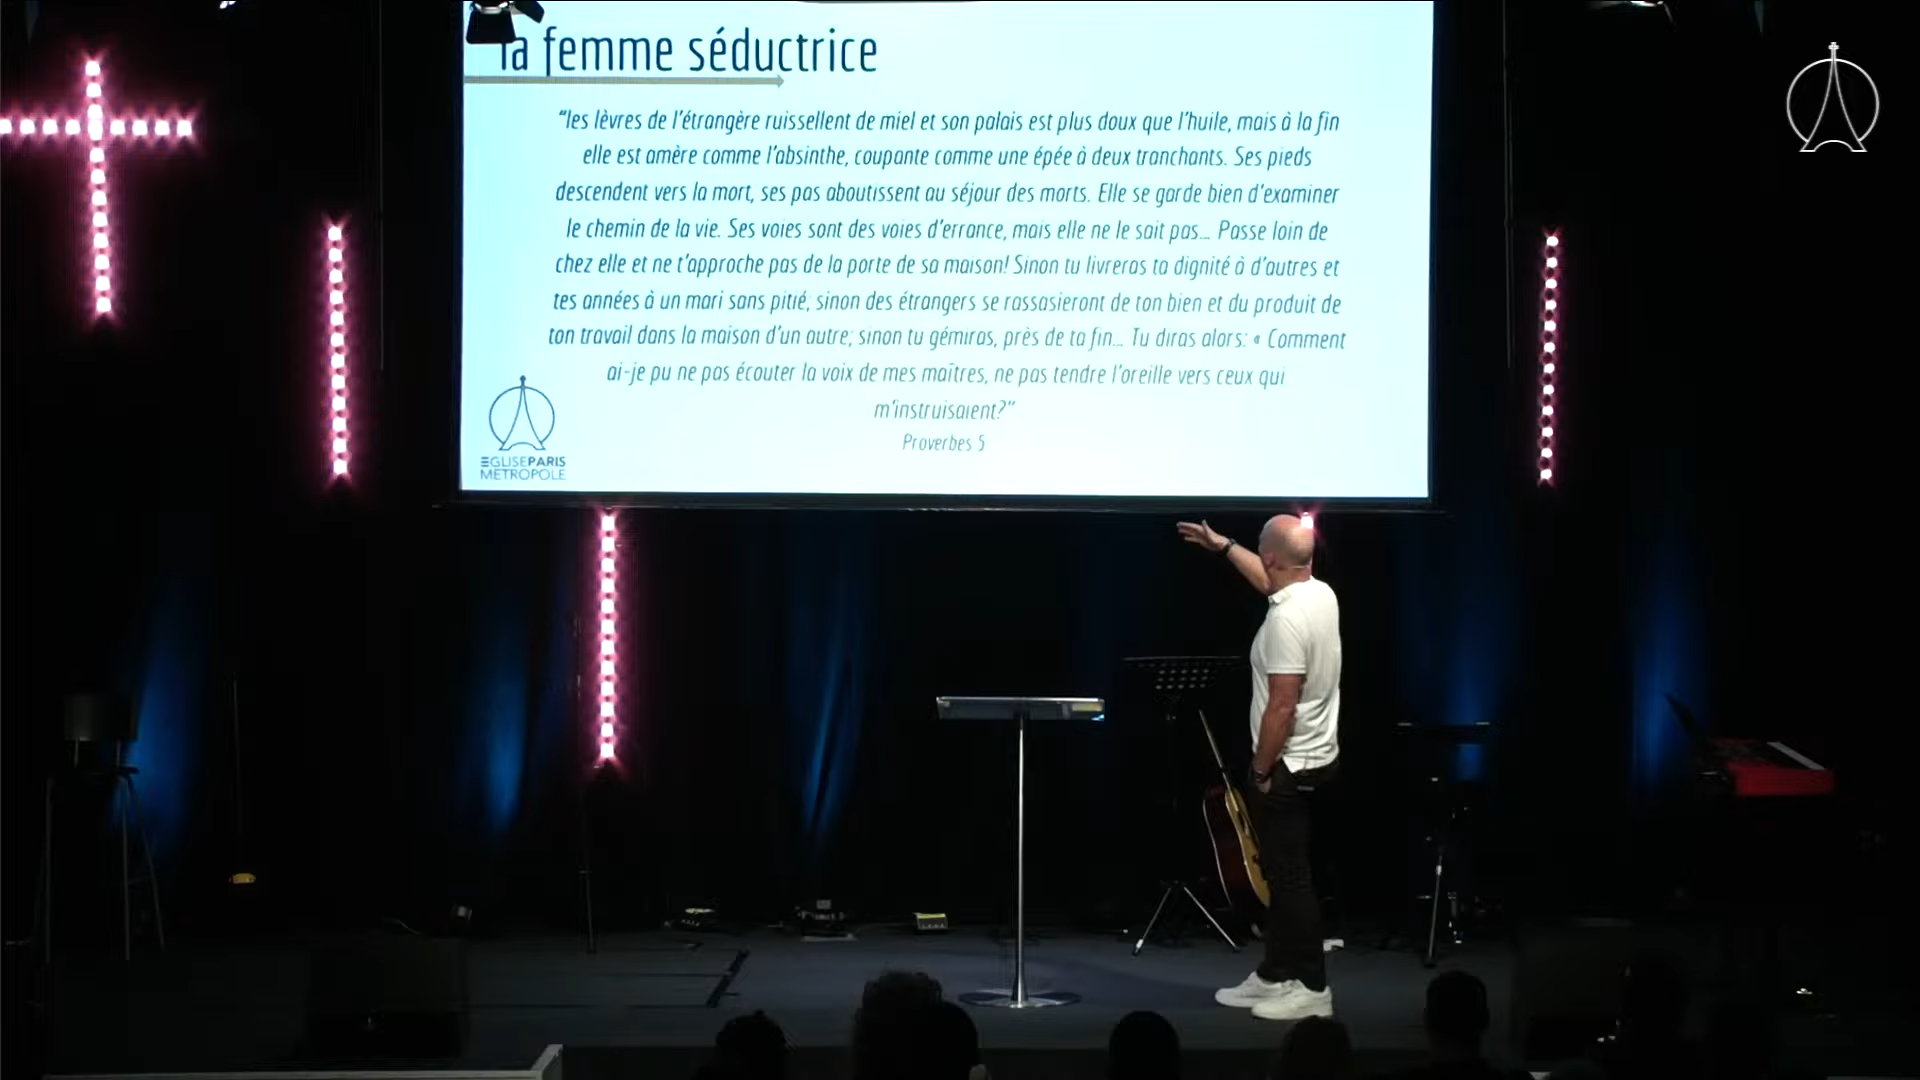 la femme séductrice
“les lèvres de l’étrangère ruissellent de miel et son palais est plus doux que l’huile, mais à la fin
elle est amère comme l’absinthe, coupante comme une épée à deux tranchants. Ses pieds
descendent vers la mort, ses pas aboutissent au séjour des morts. Elle se garde bien d’examiner
le chemin de la vie. Ses voies sont des voies d’errance, mais elle ne le sait pas... Passe loin de
chez elle et ne t’approche pas de la porte de sa maison! Sinon tu livreras ta dignité à d’autres et
tes années à un mari sans pitié; sinon des étrangers se rassasieront de ton bien et du produit de
ton travail dans la maison d’un autre; sinon tu gémiras, près de ta fin... Tu diras alors: « Comment
ai-je pu ne pas écouter la voix de mes maîtres, ne pas tendre l’oreille vers ceux qui
m’instruisaient?”
Proverbes 5
EGLISEPARIS
METROPOLE